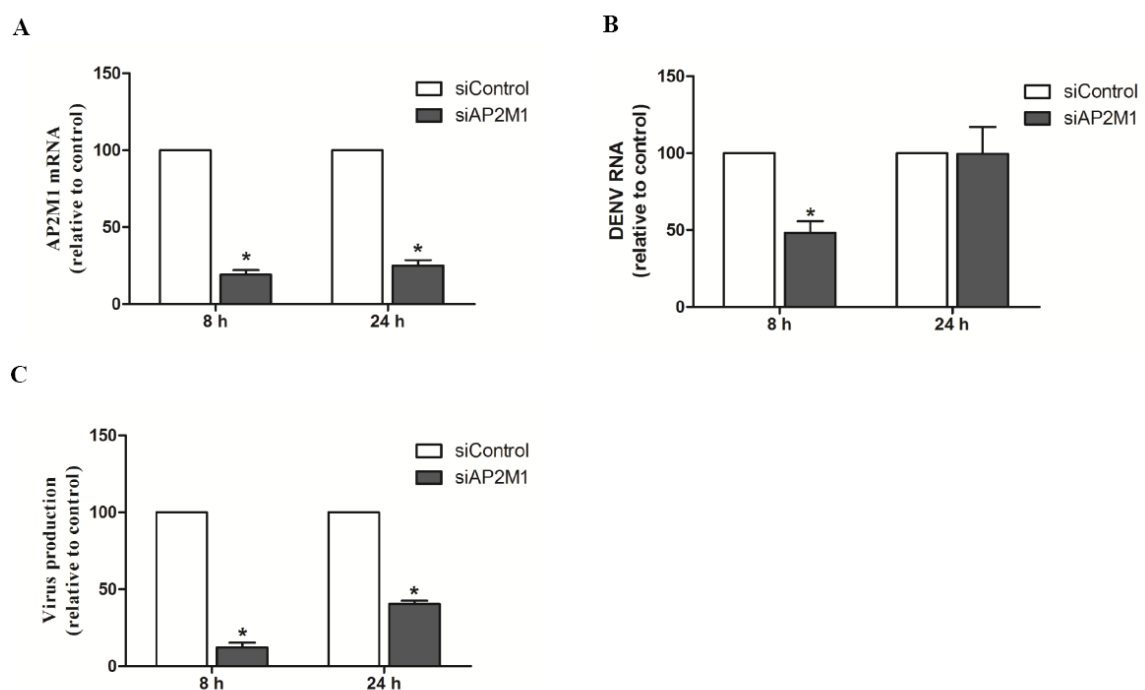 A
AP2M1 mRNA
(relative to control)
150
100
50
0
siControl
siAP2M1
*
*
8 h
24 h
B
DENV RNA
(relative to control)
150
100
50
0
siControl
siAP2M1
*
8 h
24 h
C
Virus production
(relative to control)
150
100
50
0
siControl
siAP2M1
*
*
8 h
24 h